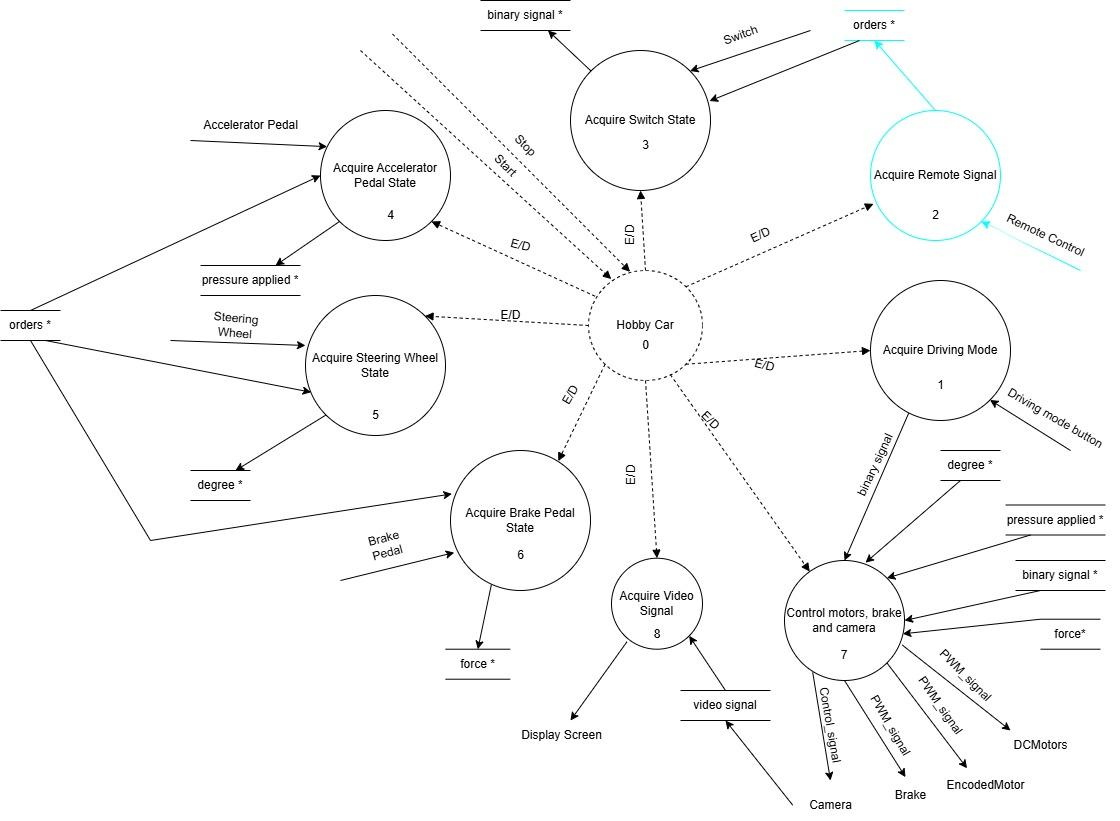 binary signal *
Switch
orders *
Accelerator Pedal
Stop
Start
Acquire Switch State
3
Acquire Accelerator
Pedal State
4
Acquire Remote Signal
2
E/D
E/D
E/D
Remote Control
pressure applied *
orders *
Steering
Wheel
E/D
Hobby Car
0
Acquire Driving Mode
1
Acquire Steering Wheel
State
5
E/D
E/D
E/D
E/D
Driving mode button
binary signal
degree *
degree *
Acquire Brake Pedal
State
6
Brake
Pedal
pressure applied *
binary signal *
force*
Acquire Video
Signal
8
Control motors, brake
and camera
7
force *
video signal
Display Screen
Control_signal
PWM_signal
PWM_signal
PWM_signal
DCMotors
EncodedMotor
Brake
Camera